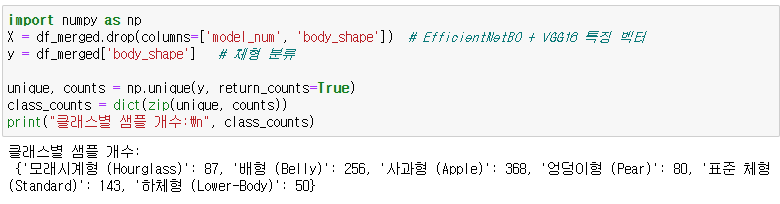 import numpy as np
X = df_merged.drop(columns=['model_num', 'body_shape'])  # EfficientNetB0 + VGG16 특징 벡터
y = df_merged['body_shape']   # 체형 분류
unique, counts = np.unique(y, return_counts=True)
class_counts = dict(zip(unique, counts))
print("클래스별 샘플 개수:₩n", class_counts)
클래스별 샘플 개수:
{'모래시계형 (Hourglass)': 87, '배형 (Belly)': 256, '사과형 (Apple)': 368, '엉덩이형 (Pear)': 80, '표준 체형
(Standard)': 143, '하체형 (Lower-Body)': 50}